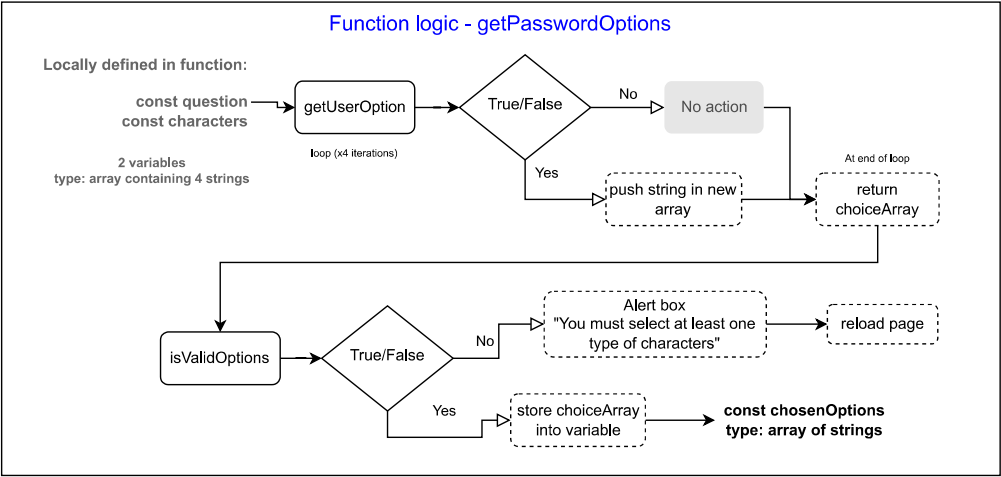 Function logic - getPasswordOptions
Locally defined in function:
const question
const characters
2 variables
type: array containing 4 strings
getUserOption
loop (x4 iterations)
True/False
No
No action
Yes
push string in new
array
At end of loop
return
choiceArray
isValidOptions
True/False
No
Alert box
"You must select at least one
type of characters"
reload page
Yes
store choiceArray
into variable
const chosenOptions
type: array of strings